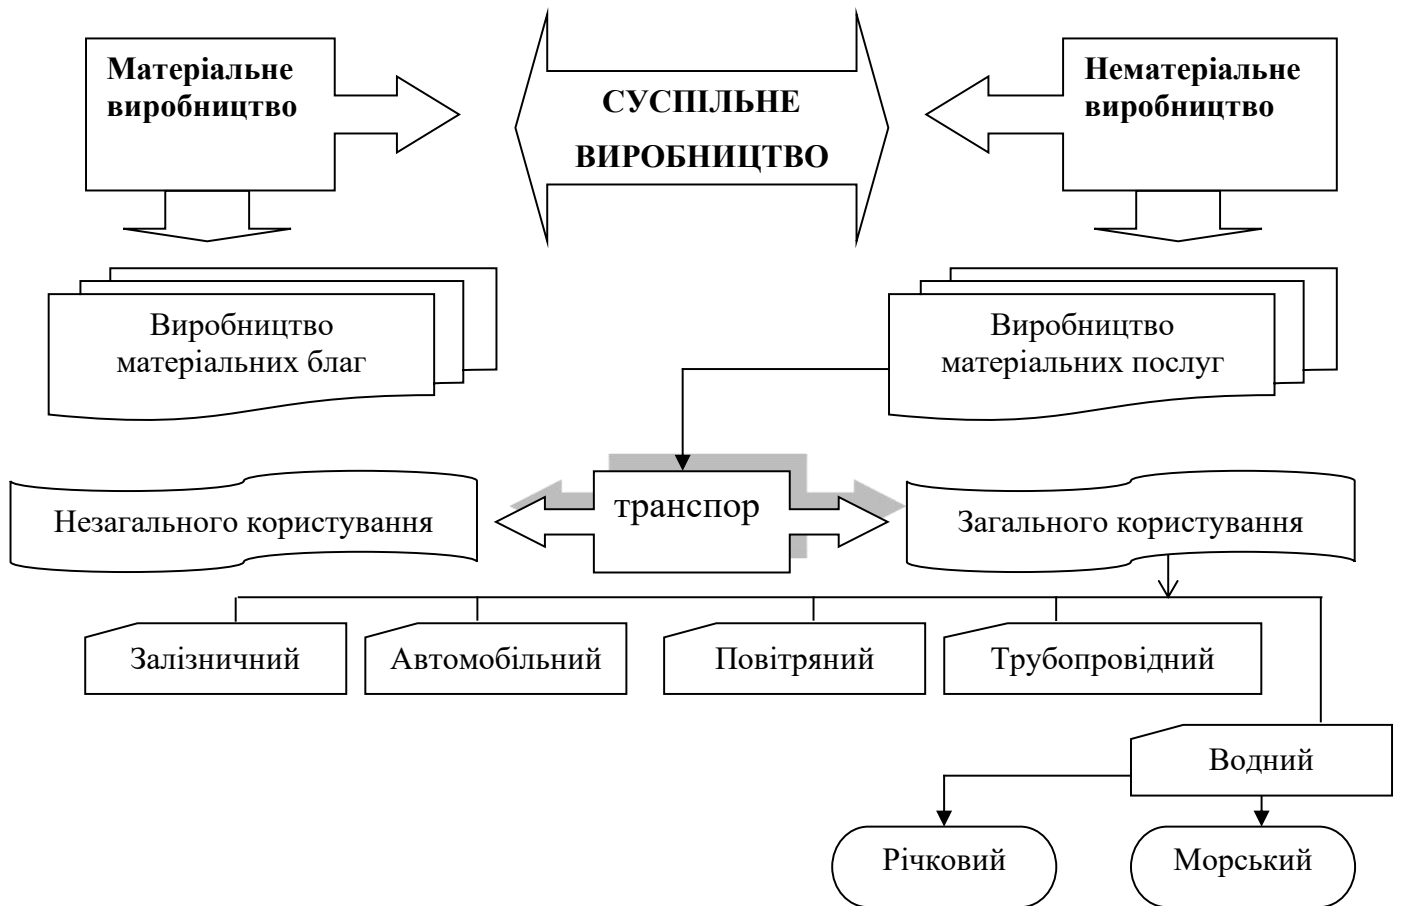 Матеріальне
виробництво
СУСПІЛЬНЕ
ВИРОБНИЦТВО
Нематеріальне
виробництво
Виробництво
матеріальних благ
Виробництво
матеріальних послуг
Незагального користування
транспор
Загального користування
Залізничний
Автомобільний
Повітряний
Трубопровідний
Водний
Річковий
Морський